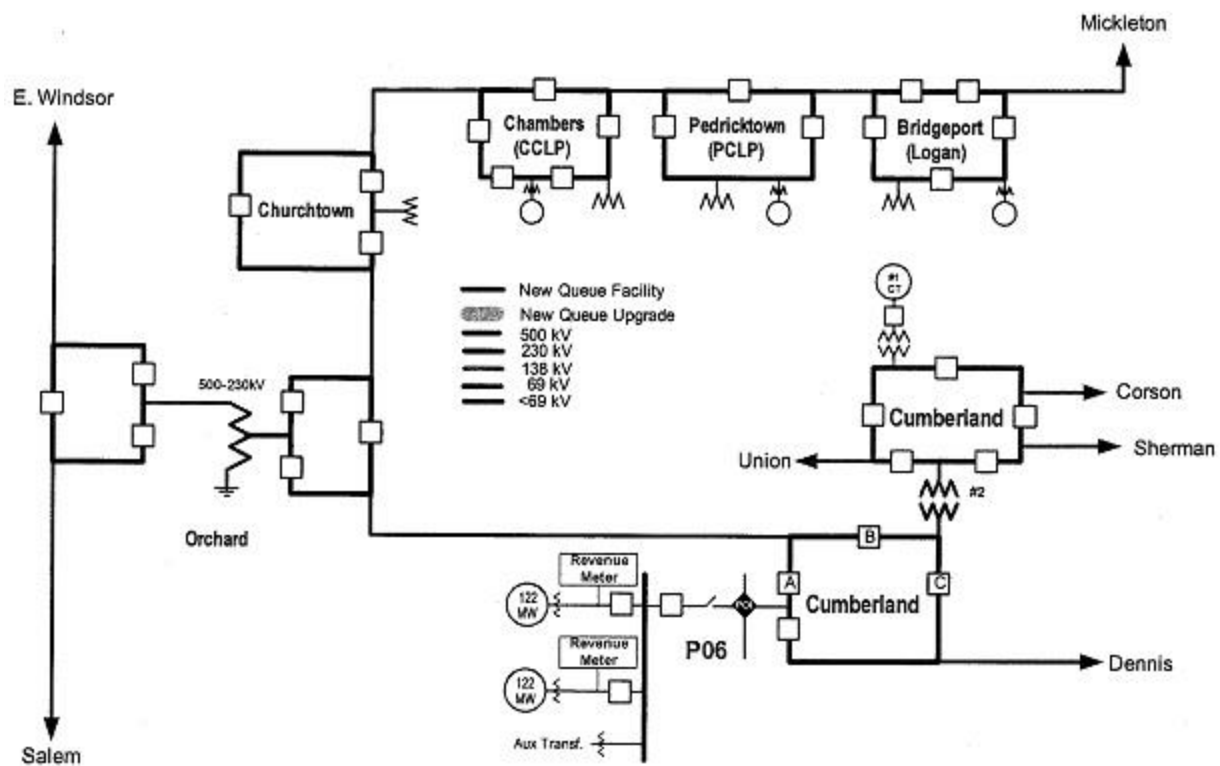 Mickleton
E. Windsor
Chambers
(CCLP)
Pedricktown
(PCLP)
Bridgeport
(Logan)
Churchtown
#1
CT
New Queue Facility
New Queue Upgrade
500 kV
230 kV
138 kV
69 kV
<69 kV
500-230kV
Corson
Cumberland
Sherman
Union
#2
Orchard
B
Revenue
Meter
A
C
122
MW
POI
Cumberland
P06
Revenue
Meter
Dennis
122
MW
Aux Transf.
Salem